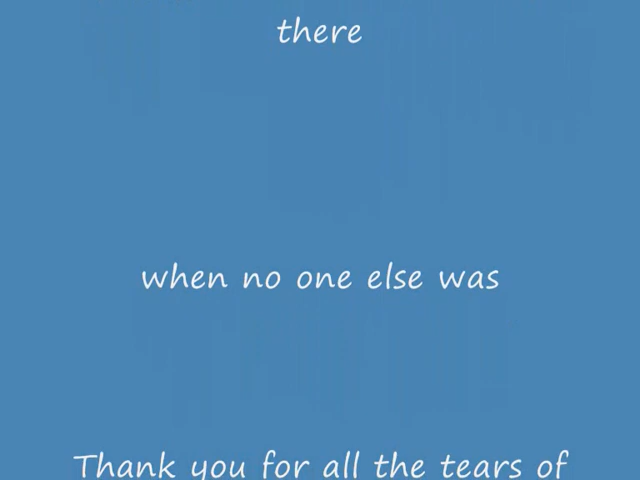 there
when no one else was
Thank you for all the tears of